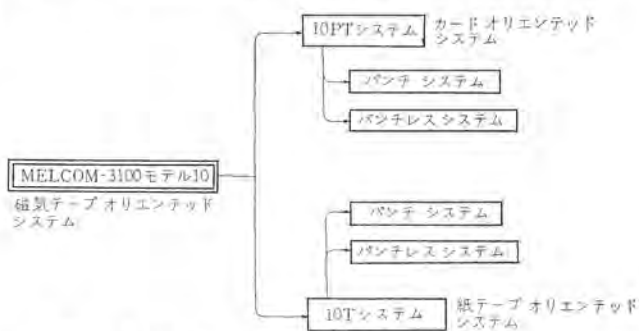 10PTシステム
カード オリエンテッド
システム
パンチ システム
パンチレス システム
MELCOM-3100モデル10
磁気テープ オリエンテッド
システム
パンチ システム
パンチレス システム
10Tシステム
紙テープ オリエンテッド
システム